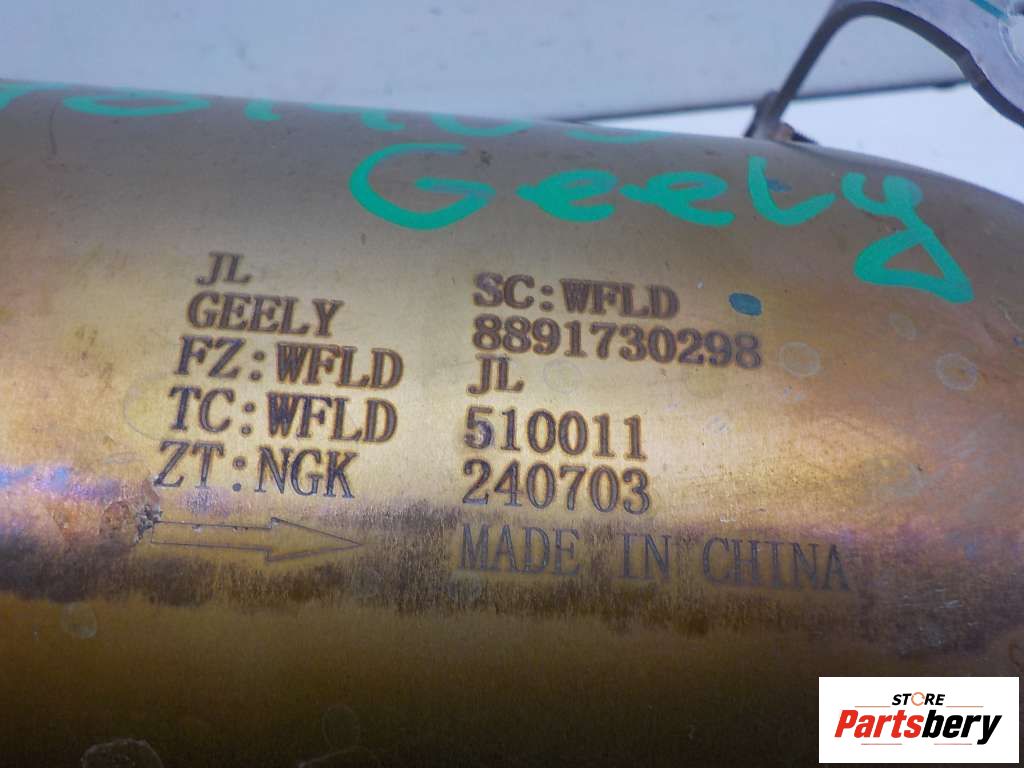 Geely
JL
GEELY
FZ:WFLD
TC:WFLD
ZT:NGK
SC:WFLD
8891730298
JL
510011
240703
MADE IN CHINA
STORE
Partsbery